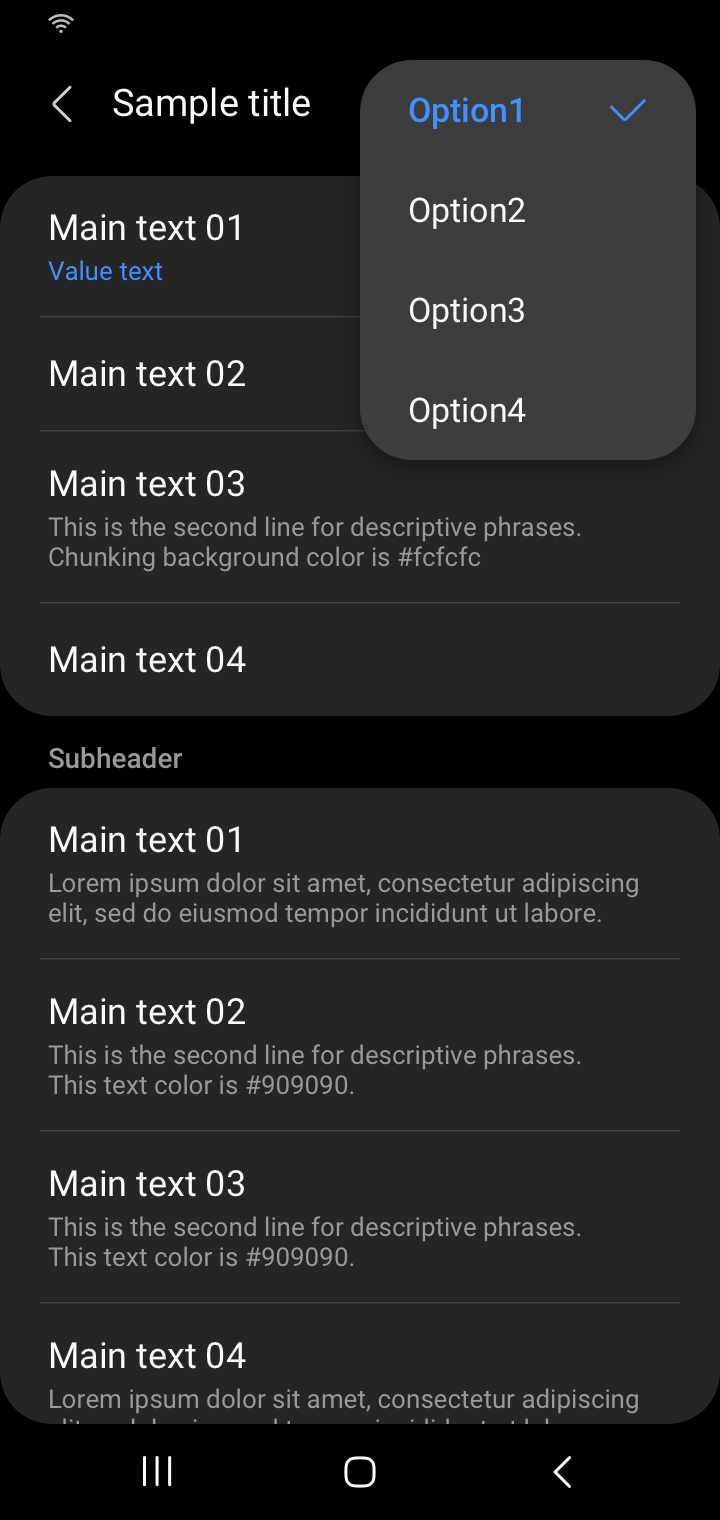 Sample title
Option1
Option2
Option3
Option4
Main text 01
Value text
Main text 02
Main text 03
This is the second line for descriptive phrases.
Chunking background color is #fcfcfc
Main text 04
Subheader
Main text 01
Lorem ipsum dolor sit amet, consectetur adipiscing
elit, sed do eiusmod tempor incididunt ut labore.
Main text 02
This is the second line for descriptive phrases.
This text color is #909090.
Main text 03
This is the second line for descriptive phrases.
This text color is #909090.
Main text 04
Lorem ipsum dolor sit amet, consectetur adipiscing